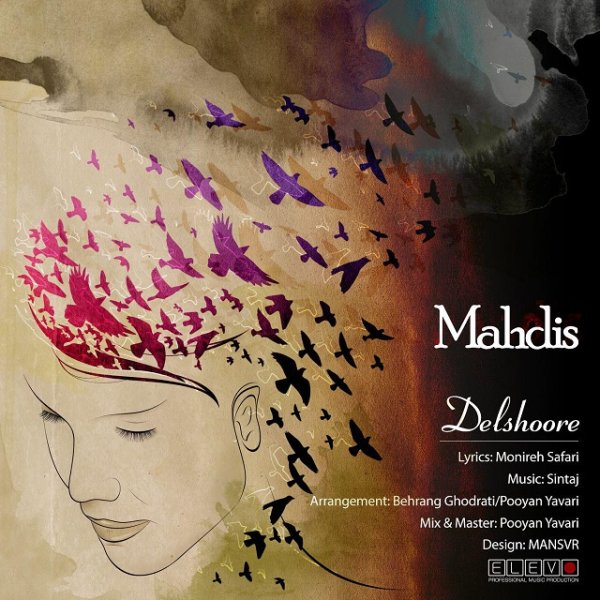 Mahdis
Delshoore
Lyrics: Monireh Safari
Music: Sintaj
Arrangement: Behrang Ghodrati/Pooyan Yavari
Mix & Master: Pooyan Yavari
Design: MANSVR
ELEVO
PROFESSIONAL MUSIC PRODUCTION